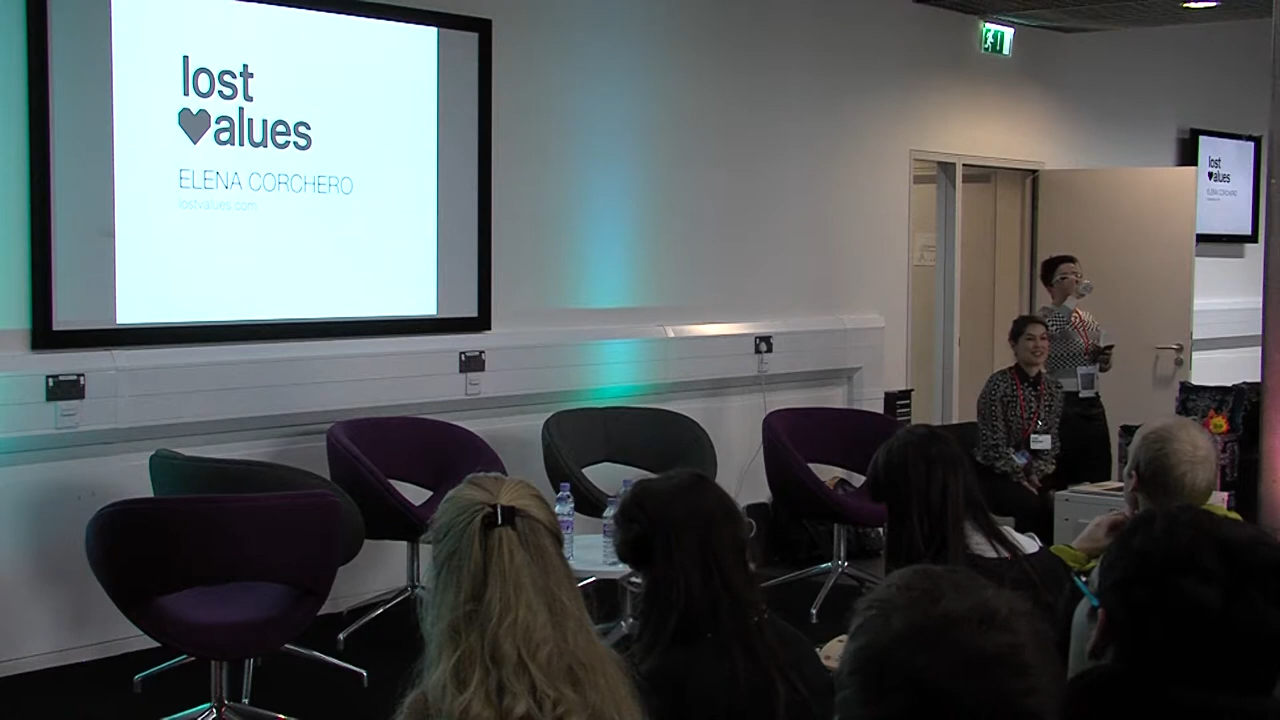 lost
♥alues
ELENA CORCHERO
lostvalues.com
lost
♥alues
ELENA CORCHERO